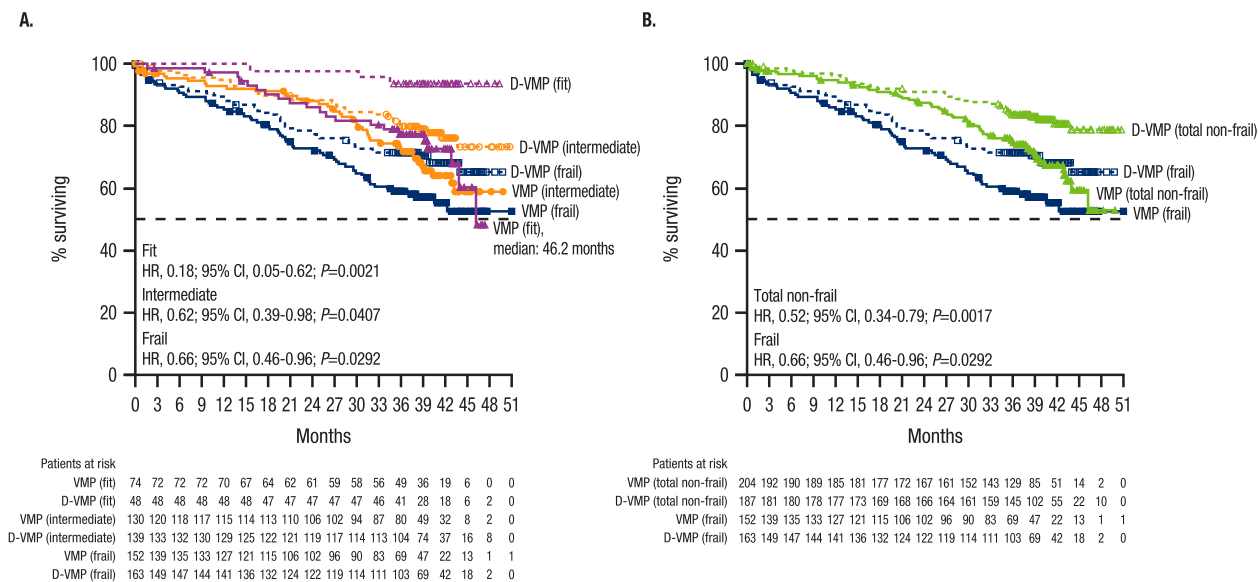 A.
100
80
60
40
20
0
% surviving
D-VMP (fit)
D-VMP (intermediate)
D-VMP (frail)
VMP (intermediate)
VMP (frail)
VMP (fit),
median: 46.2 months
Fit
HR, 0.18; 95% CI, 0.05-0.62; P=0.0021
Intermediate
HR, 0.62; 95% CI, 0.39-0.98; P=0.0407
Frail
HR, 0.66; 95% CI, 0.46-0.96; P=0.0292
0 3 6 9 12 15 18 21 24 27 30 33 36 39 42 45 48 51
Months
Patients at risk
VMP (fit) 74 72 72 72 70 67 64 62 61 59 58 56 49 36 19 6 0 0
D-VMP (fit) 48 48 48 48 48 48 47 47 47 47 47 46 41 28 18 6 2 0
VMP (intermediate) 130 120 118 117 115 114 113 110 106 102 94 87 80 49 32 8 2 0
D-VMP (intermediate) 139 133 132 130 129 125 122 121 119 117 114 113 104 74 37 16 8 0
VMP (frail) 152 139 135 133 127 121 115 106 102 96 90 83 69 47 22 13 1 1
D-VMP (frail) 163 149 147 144 141 136 132 124 122 119 114 111 103 69 42 18 2 0
B.
100
80
60
40
20
0
% surviving
D-VMP (total non-frail)
D-VMP (frail)
VMP (total non-frail)
VMP (frail)
Total non-frail
HR, 0.52; 95% CI, 0.34-0.79; P=0.0017
Frail
HR, 0.66; 95% CI, 0.46-0.96; P=0.0292
0 3 6 9 12 15 18 21 24 27 30 33 36 39 42 45 48 51
Months
Patients at risk
VMP (total non-frail) 204 192 190 189 185 181 177 172 167 161 152 143 129 85 51 14 2 0
D-VMP (total non-frail) 187 181 180 178 177 173 169 168 166 164 161 159 145 102 55 22 10 0
VMP (frail) 152 139 135 133 127 121 115 106 102 96 90 83 69 47 22 13 1 1
D-VMP (frail) 163 149 147 144 141 136 132 124 122 119 114 111 103 69 42 18 2 0